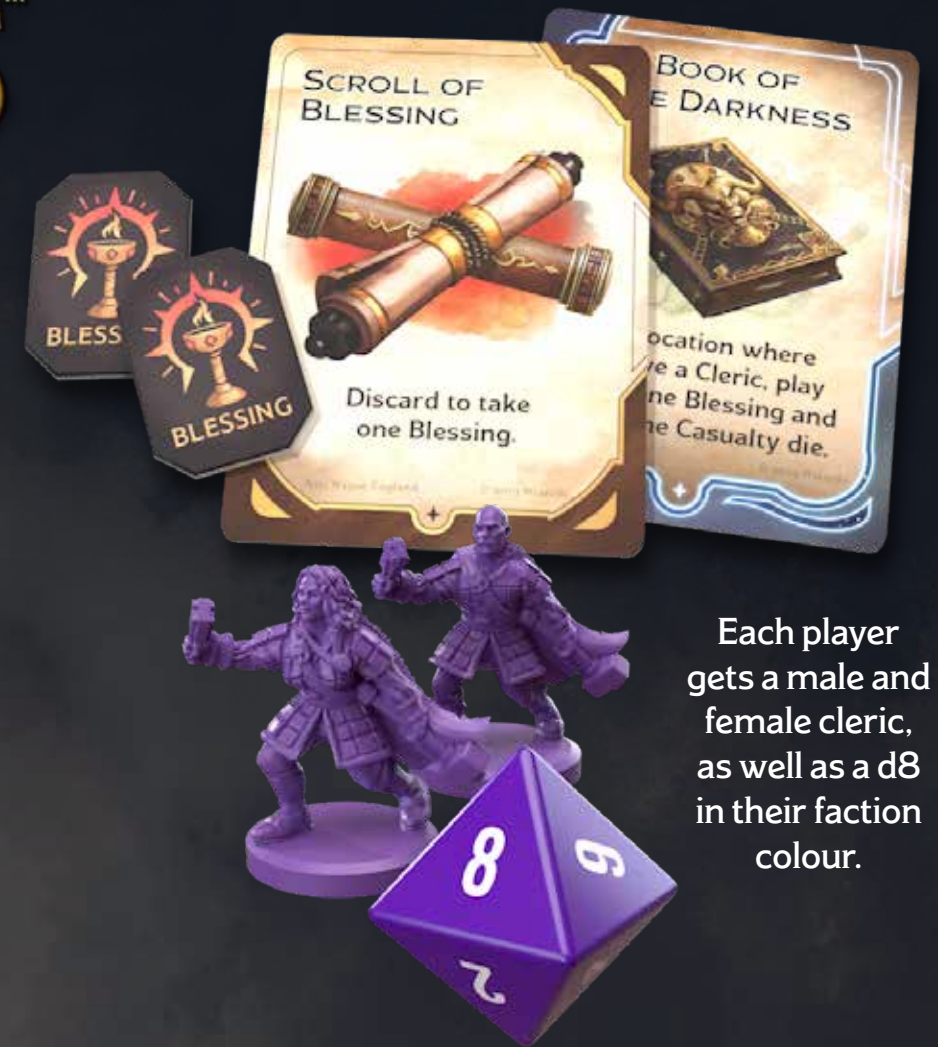 SCROLL OF
BLESSING
Discard to take
one Blessing.
BOOK OF
E DARKNESS
ocation where
e a Cleric, play
ne Blessing and
e Casualty die.
BLESS
BLESSING
Each player
gets a male and
female cleric,
as well as a d8
in their faction
colour.
8
6
2